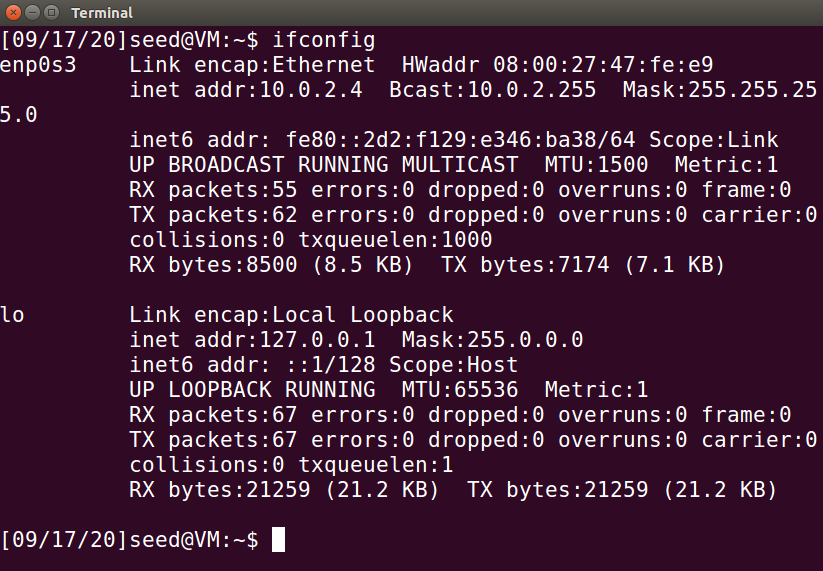 Terminal
[09/17/20]seed@VM:~$ ifconfig
enp0s3    Link encap:Ethernet  HWaddr 08:00:27:47:fe:e9
          inet addr:10.0.2.4  Bcast:10.0.2.255  Mask:255.255.25
5.0
          inet6 addr: fe80::2d2:f129:e346:ba38/64 Scope:Link
          UP BROADCAST RUNNING MULTICAST  MTU:1500  Metric:1
          RX packets:55 errors:0 dropped:0 overruns:0 frame:0
          TX packets:62 errors:0 dropped:0 overruns:0 carrier:0
          collisions:0 txqueuelen:1000
          RX bytes:8500 (8.5 KB)  TX bytes:7174 (7.1 KB)

lo        Link encap:Local Loopback
          inet addr:127.0.0.1  Mask:255.0.0.0
          inet6 addr: ::1/128 Scope:Host
          UP LOOPBACK RUNNING  MTU:65536  Metric:1
          RX packets:67 errors:0 dropped:0 overruns:0 frame:0
          TX packets:67 errors:0 dropped:0 overruns:0 carrier:0
          collisions:0 txqueuelen:1
          RX bytes:21259 (21.2 KB)  TX bytes:21259 (21.2 KB)

[09/17/20]seed@VM:~$